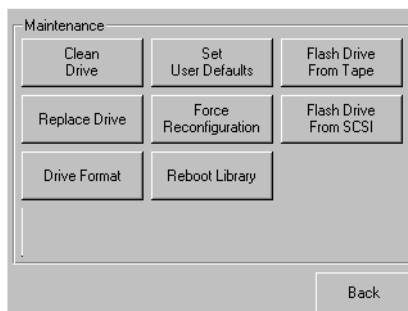 Maintenance
Clean
Drive
Set
User Defaults
Flash Drive
From Tape
Replace Drive
Force
Reconfiguration
Flash Drive
From SCSI
Drive Format
Reboot Library
Back